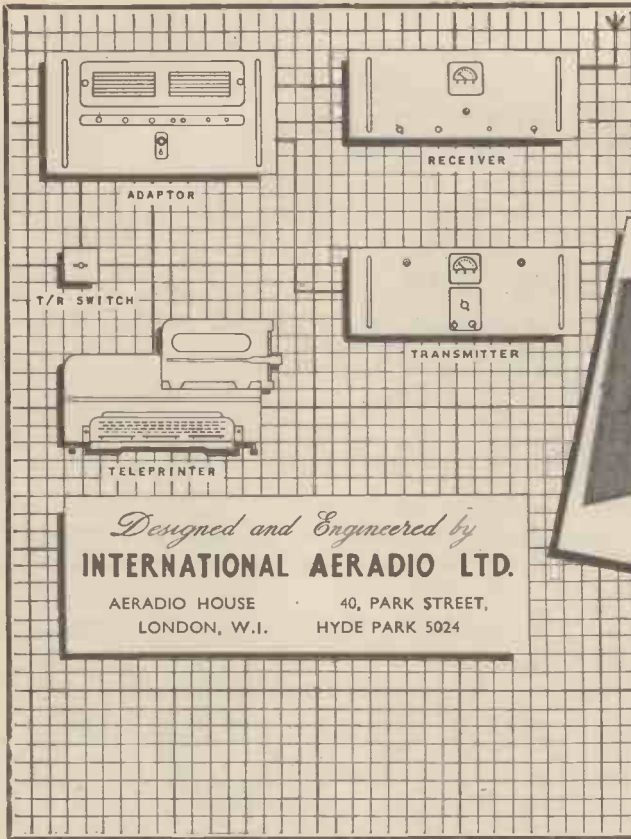 ADAPTOR
RECEIVER
T/R SWITCH
TRANSMITTER
TELEPRINTER
Designed and Engineered by
INTERNATIONAL AERADIO LTD.
AERADIO HOUSE · 40, PARK STREET,
LONDON, W.I. HYDE PARK 5024
6